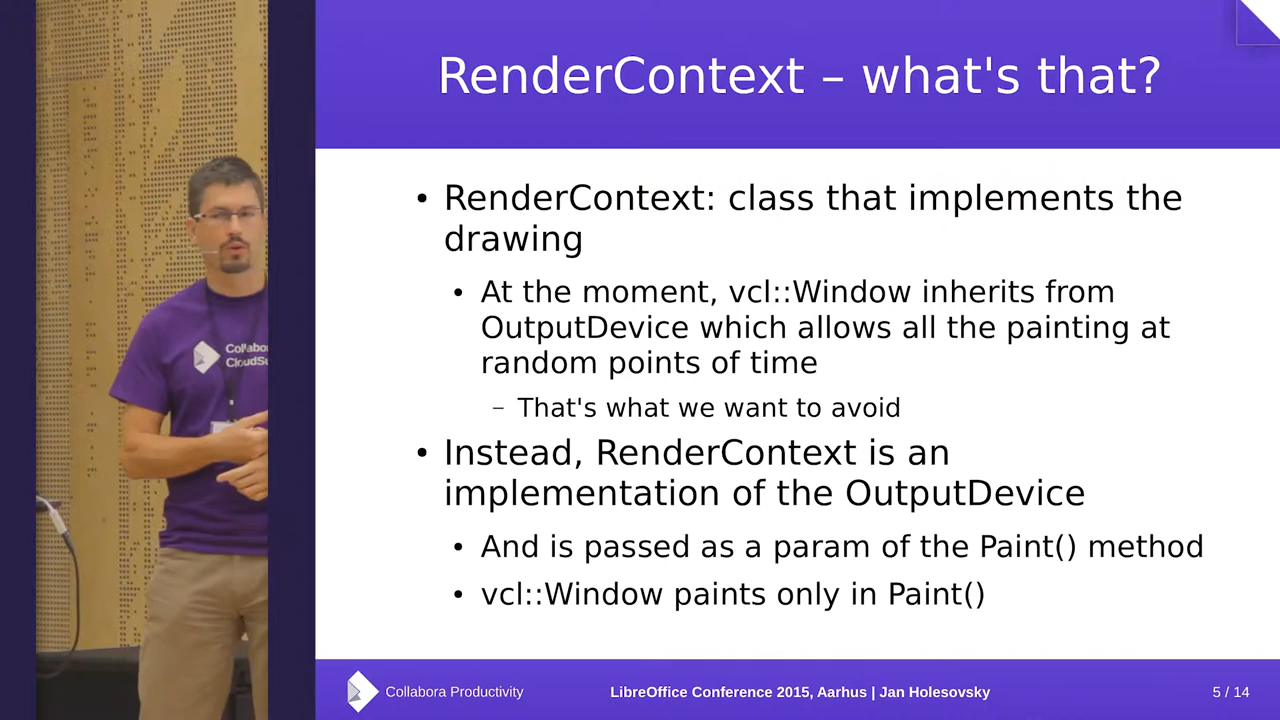 RenderContext – what's that?
• RenderContext: class that implements the
drawing
• At the moment, vcl::Window inherits from
OutputDevice which allows all the painting at
random points of time
– That's what we want to avoid
• Instead, RenderContext is an
implementation of the OutputDevice
• And is passed as a param of the Paint() method
• vcl::Window paints only in Paint()
Collabora Productivity
LibreOffice Conference 2015, Aarhus | Jan Holesovsky
5 / 14